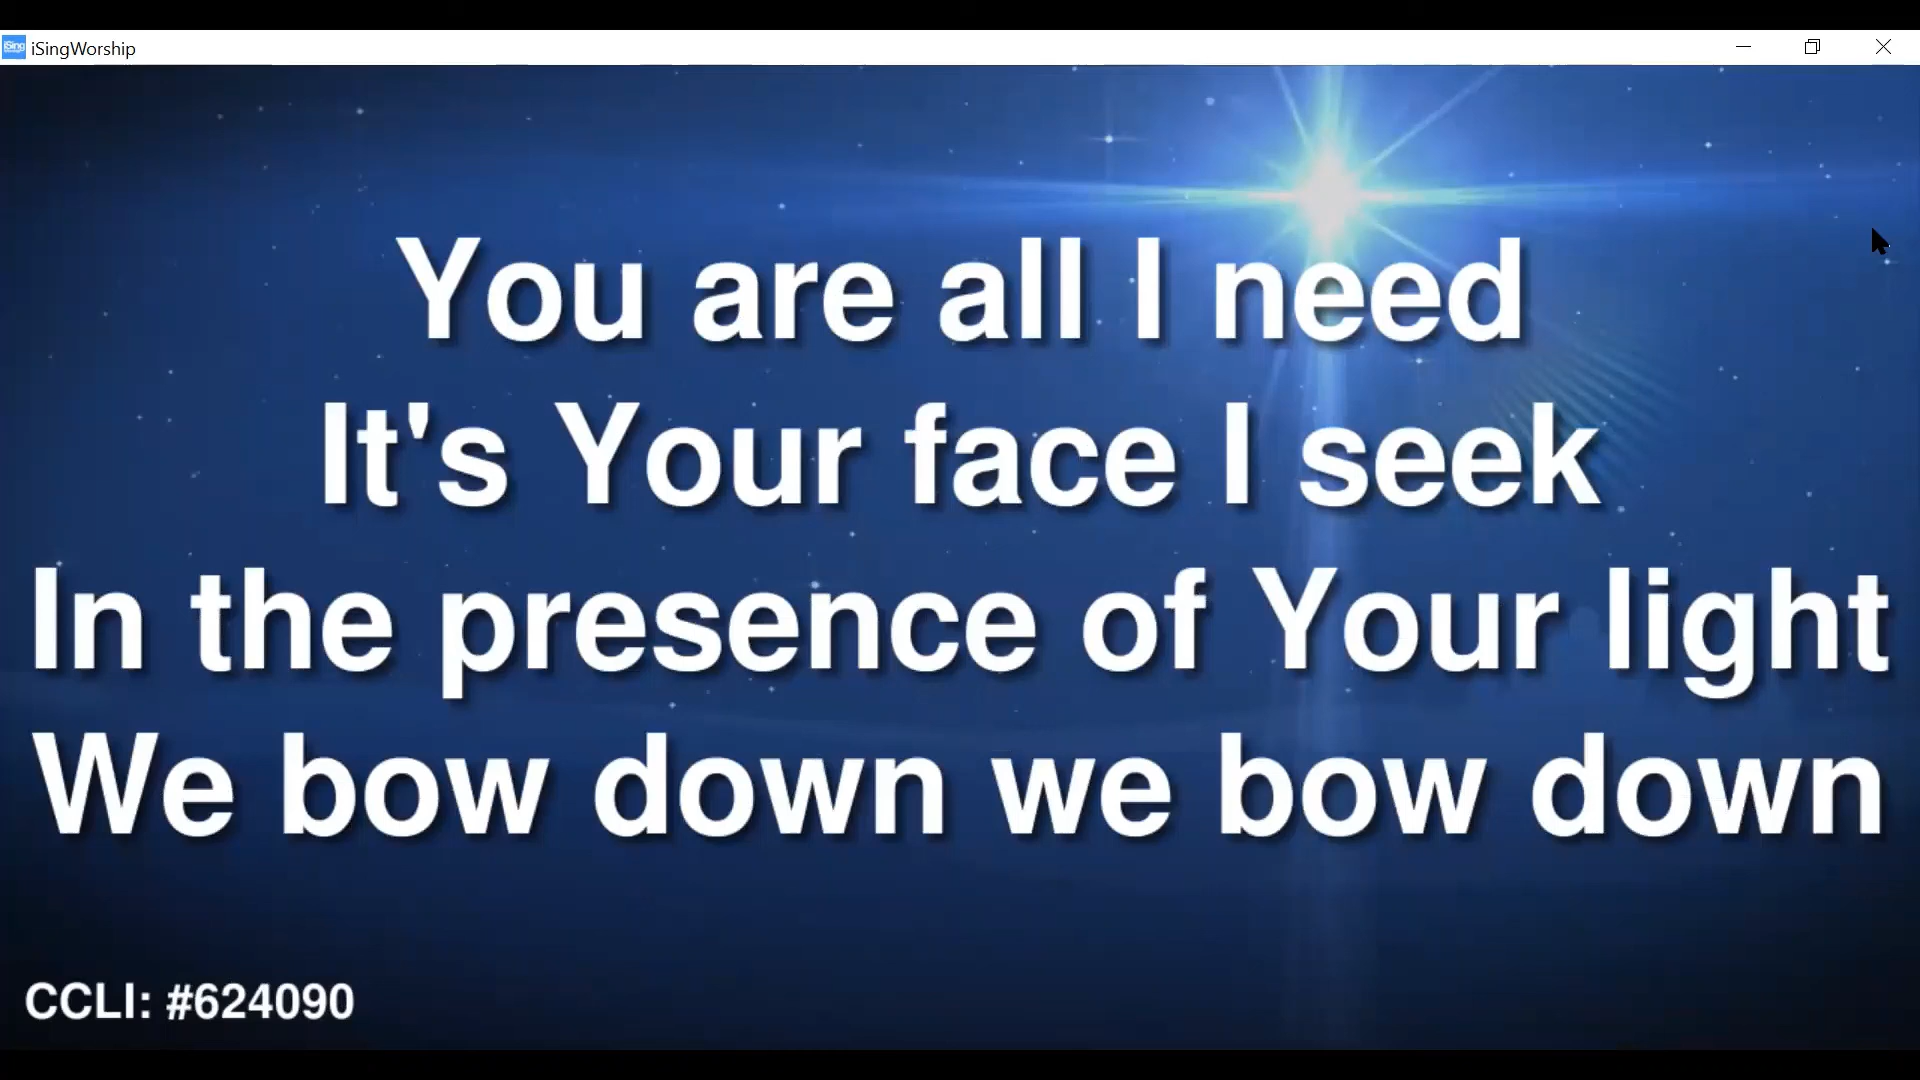 iSingWorship
You are all I need
It's Your face I seek
In the presence of Your light
We bow down we bow down
CCLI: #624090